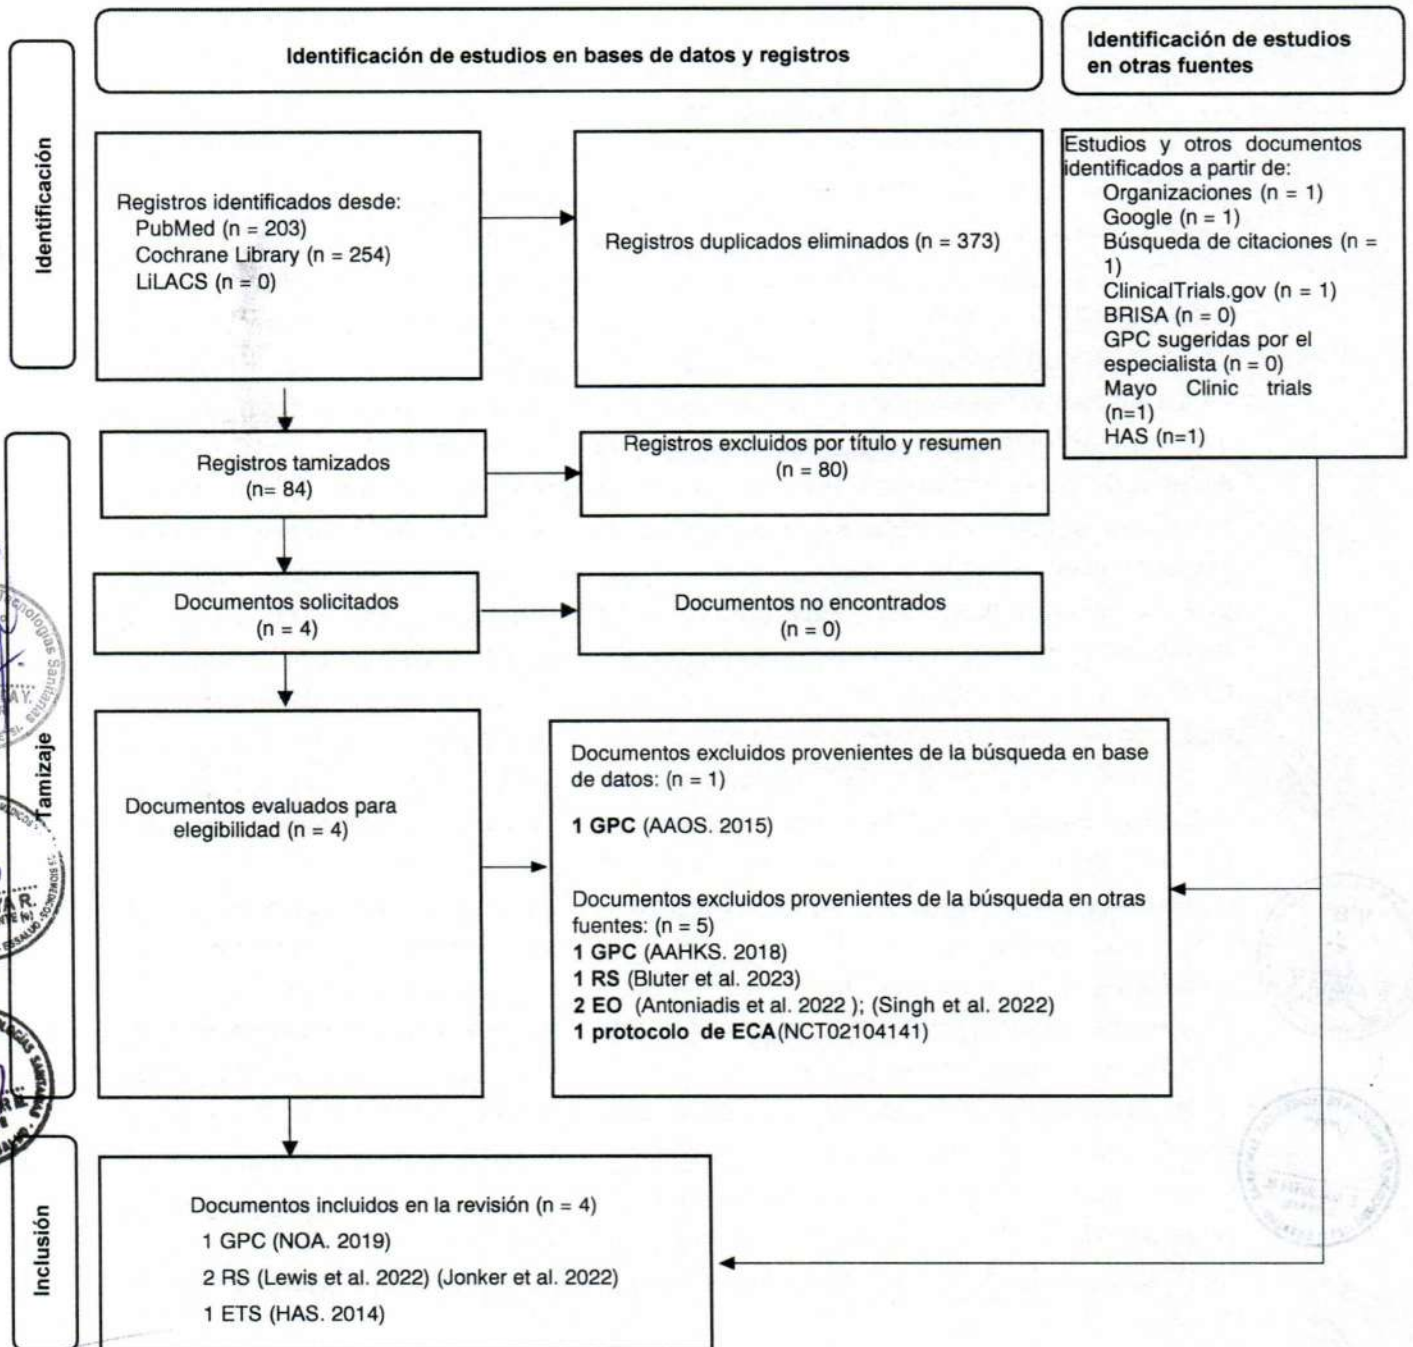 Identificación de estudios en bases de datos y registros
Identificación de estudios
en otras fuentes
Identificación
Registros identificados desde:
PubMed (n = 203)
Cochrane Library (n = 254)
LiLACS (n = 0)
Registros duplicados eliminados (n = 373)
Estudios y otros documentos
identificados a partir de:
Organizaciones (n = 1)
Google (n = 1)
Búsqueda de citaciones (n =
1)
ClinicalTrials.gov (n = 1)
BRISA (n = 0)
GPC sugeridas por el
especialista (n = 0)
Mayo Clinic trials
(n=1)
HAS (n=1)
Tamizaje
Registros tamizados
(n= 84)
Registros excluidos por título y resumen
(n = 80)
Documentos solicitados
(n = 4)
Documentos no encontrados
(n = 0)
Documentos evaluados para
elegibilidad (n = 4)
Documentos excluidos provenientes de la búsqueda en base
de datos: (n = 1)
1 GPC (AAOS. 2015)
Documentos excluidos provenientes de la búsqueda en otras
fuentes: (n = 5)
1 GPC (AAHKS. 2018)
1 RS (Bluter et al. 2023)
2 EO (Antoniadis et al. 2022 ); (Singh et al. 2022)
1 protocolo de ECA(NCT02104141)
Inclusión
Documentos incluidos en la revisión (n = 4)
1 GPC (NOA. 2019)
2 RS (Lewis et al. 2022) (Jonker et al. 2022)
1 ETS (HAS. 2014)
Tecnologías Sanitarias